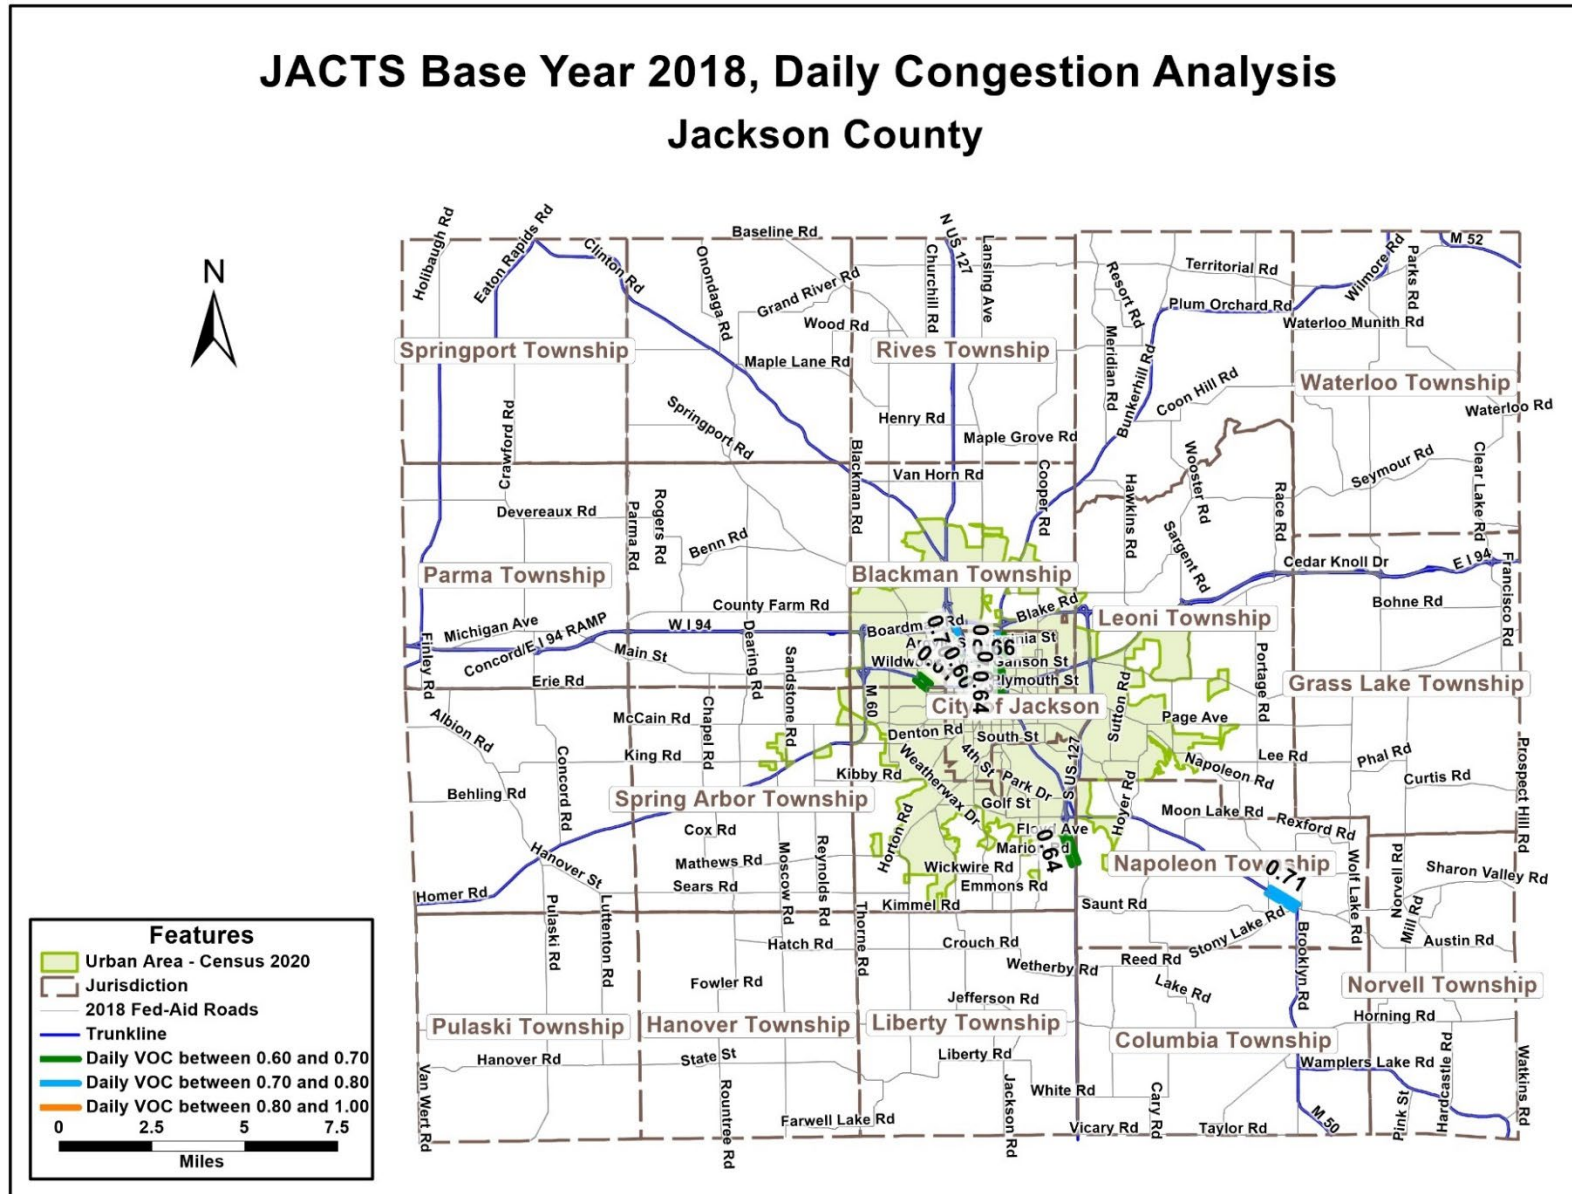 JACTS Base Year 2018, Daily Congestion Analysis
Jackson County
N
Hollibaugh Rd
Eaton Rapids Rd
Clinton Rd
Onondaga Rd
Baseline Rd
Grand River Rd
Wood Rd
Maple Lane Rd
Churchill Rd
N US 127
Lansing Ave
Territorial Rd
Resort Rd
Meridian Rd
Plum Orchard Rd
Bunkerhill Rd
Wilmore Rd
Parks Rd
M 52
Waterloo Munith Rd
Springport Township
Rives Township
Waterloo Township
Crawford Rd
Springport Rd
Henry Rd
Maple Grove Rd
Coon Hill Rd
Waterloo Rd
Blackman Rd
Van Horn Rd
Cooper Rd
Hawkins Rd
Wooster Rd
Race Rd
Seymour Rd
Clear Lake Rd
Devereaux Rd
Parma Rd
Rogers Rd
Benn Rd
Sargent Rd
Cedar Knoll Dr
E I 94
Francisco Rd
Parma Township
Blackman Township
Leoni Township
Bohne Rd
County Farm Rd
Blake Rd
Michigan Ave
Concord/E I 94 RAMP
W I 94
Main St
Finley Rd
Dearing Rd
Sandstone Rd
Ganson St
Plymouth St
0.60
0.64
Erie Rd
M 60
City of Jackson
Sutton Rd
Portage Rd
Grass Lake Township
Albion Rd
McCain Rd
Chapel Rd
Denton Rd
South St
Page Ave
King Rd
Kibby Rd
Weatherwax Dr
4th St
Park Dr
S US 127
Napoleon Rd
Lee Rd
Phal Rd
Curtis Rd
Prospect Hill Rd
Behling Rd
Concord Rd
Spring Arbor Township
Golf St
Hoyer Rd
Moon Lake Rd
Rexford Rd
Cox Rd
Horton Rd
0.64
Hanover St
Mathews Rd
Moscow Rd
Reynolds Rd
Wickwire Rd
Napoleon Township
0.71
Wolf Lake Rd
Norvell Rd
Sharon Valley Rd
Homer Rd
Sears Rd
Emmons Rd
Kimmel Rd
Saunt Rd
Mill Rd
Pulaski Rd
Luttenton Rd
Thorne Rd
Hatch Rd
Crouch Rd
Stony Lake Rd
Austin Rd
Wetherby Rd
Reed Rd
Brooklyn Rd
Fowler Rd
Jefferson Rd
Lake Rd
Norvell Township
Pulaski Township
Hanover Township
Liberty Township
Columbia Township
Horning Rd
Hanover Rd
State St
Liberty Rd
Wamplers Lake Rd
Hardcastle Rd
Watkins Rd
Van Wert Rd
Rountree Rd
Farwell Lake Rd
White Rd
Jackson Rd
Cary Rd
Vicary Rd
Taylor Rd
M 50
Pink St
Features
Urban Area - Census 2020
Jurisdiction
2018 Fed-Aid Roads
Trunkline
Daily VOC between 0.60 and 0.70
Daily VOC between 0.70 and 0.80
Daily VOC between 0.80 and 1.00
0 2.5 5 7.5
Miles